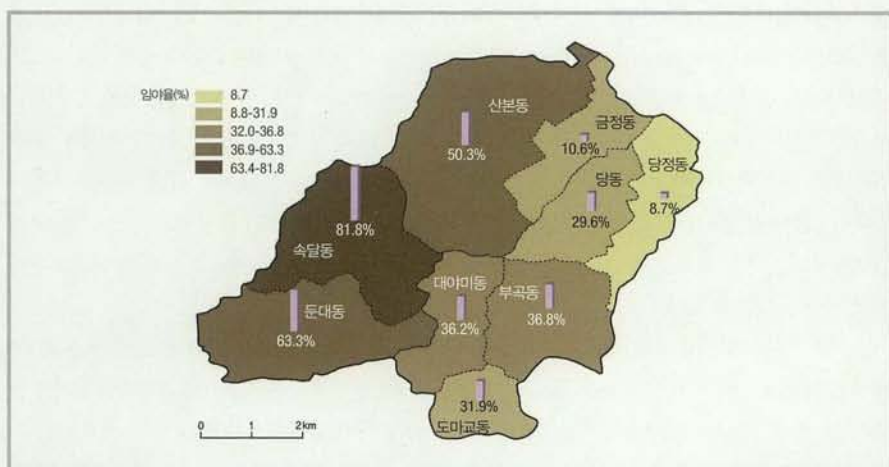 임야율(%)
8.7
8.8-31.9
32.0-36.8
36.9-63.3
63.4-81.8
산본동
50.3%
금정동
10.6%
당정동
8.7%
당동
29.6%
81.8%
속달동
대야미동
36.2%
부곡동
36.8%
둔대동
63.3%
31.9%
도마교동
0 1 2km